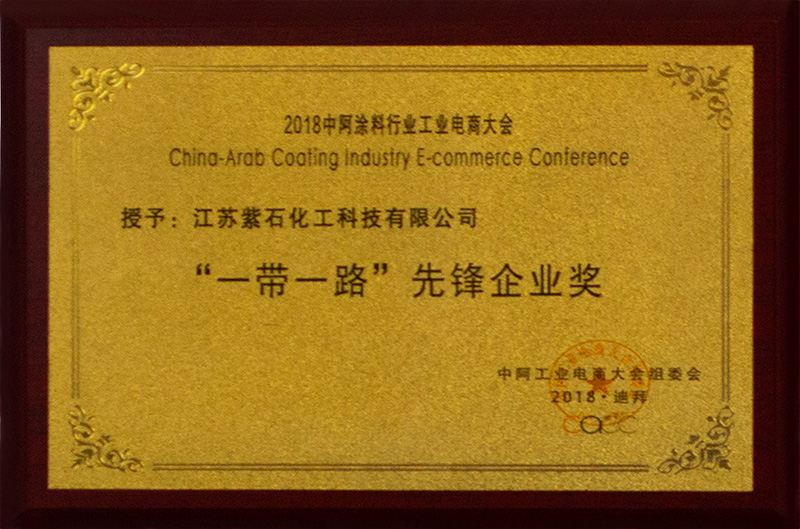 2018中阿涂料行业工业电商大会
China-Arab Coating Industry E-commerce Conference
授予：江苏紫石化工科技有限公司
“一带一路”先锋企业奖
中阿工业电商大会组委会
2018·迪拜
cacc